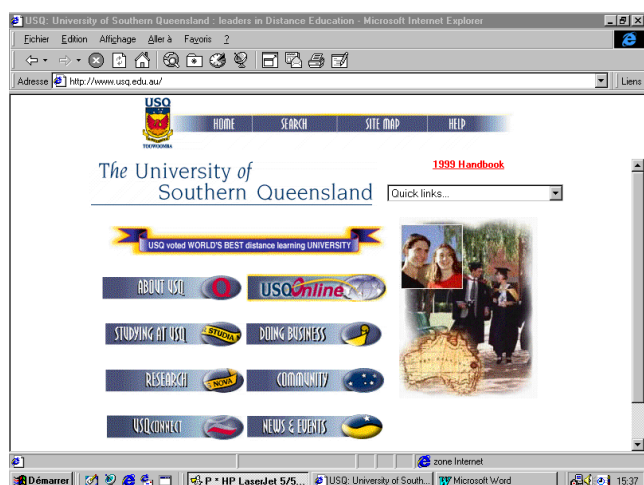 USQ: University of Southern Queensland : leaders in Distance Education - Microsoft Internet Explorer
Fichier Edition Affichage Aller à Favoris ?
Adresse http://www.usq.edu.au/ Liens
USQ
TOOWOOMBA
HOME SEARCH SITE MAP HELP
The University of
Southern Queensland
1999 Handbook
Quick links...
USQ voted WORLD'S BEST distance learning UNIVERSITY
ABOUT USQ USQOnline
STUDYING AT USQ STUDIA DOING BUSINESS
RESEARCH NOVA COMMUNITY
USQCONNECT NEWS & EVENTS
zone Internet
Démarrer P * HP LaserJet 5/5... USQ: University of South... Microsoft Word 15:37